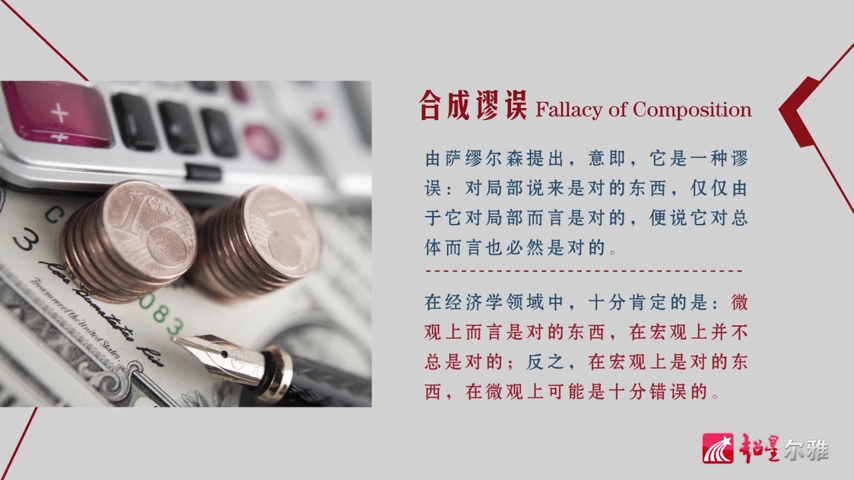 合成谬误 Fallacy of Composition
由萨缪尔森提出，意即，它是一种谬
误：对局部说来是对的东西，仅仅由
于它对局部而言是对的，便说它对总
体而言也必然是对的。
在经济学领域中，十分肯定的是：微
观上而言是对的东西，在宏观上并不
总是对的；反之，在宏观上是对的东
西，在微观上可能是十分错误的。
超星尔雅